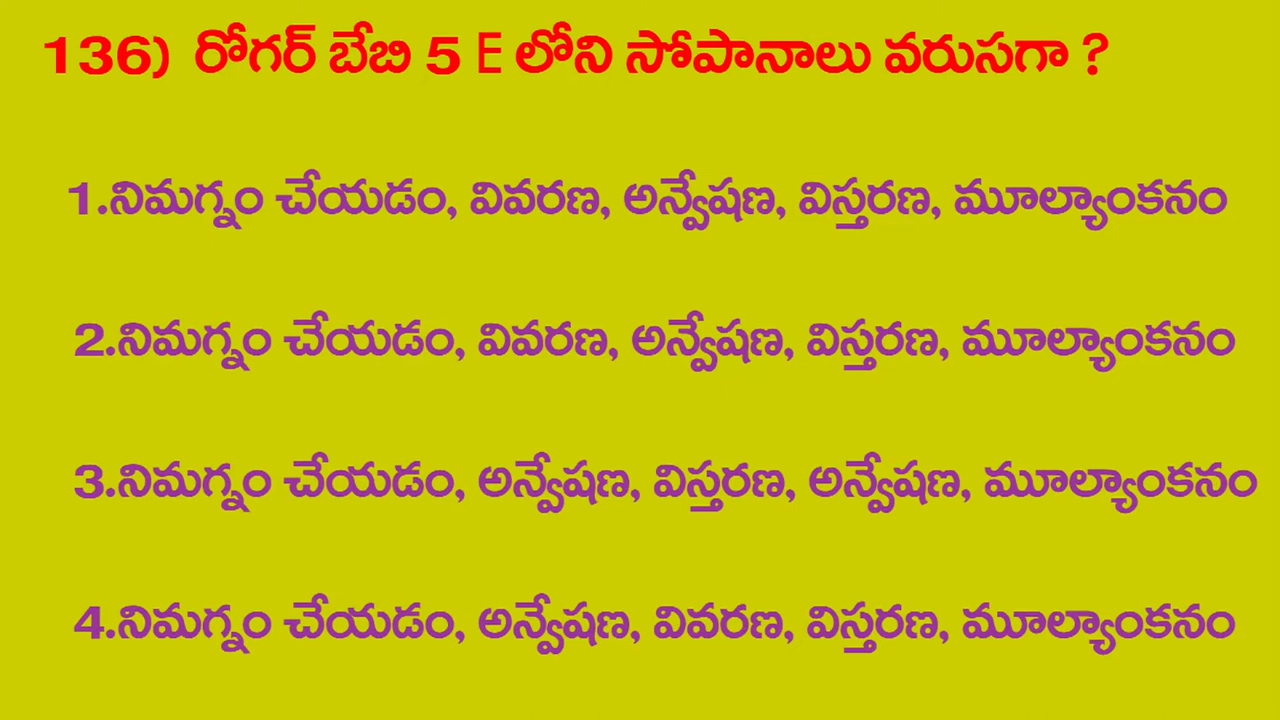 136) రోగర్ బేబి 5 E లోని సోపానాలు వరుసగా ?
1.నిమగ్నం చేయడం, వివరణ, అన్వేషణ, విస్తరణ, మూల్యాంకనం
2.నిమగ్నం చేయడం, వివరణ, అన్వేషణ, విస్తరణ, మూల్యాంకనం
3.నిమగ్నం చేయడం, అన్వేషణ, విస్తరణ, అన్వేషణ, మూల్యాంకనం
4.నిమగ్నం చేయడం, అన్వేషణ, వివరణ, విస్తరణ, మూల్యాంకనం